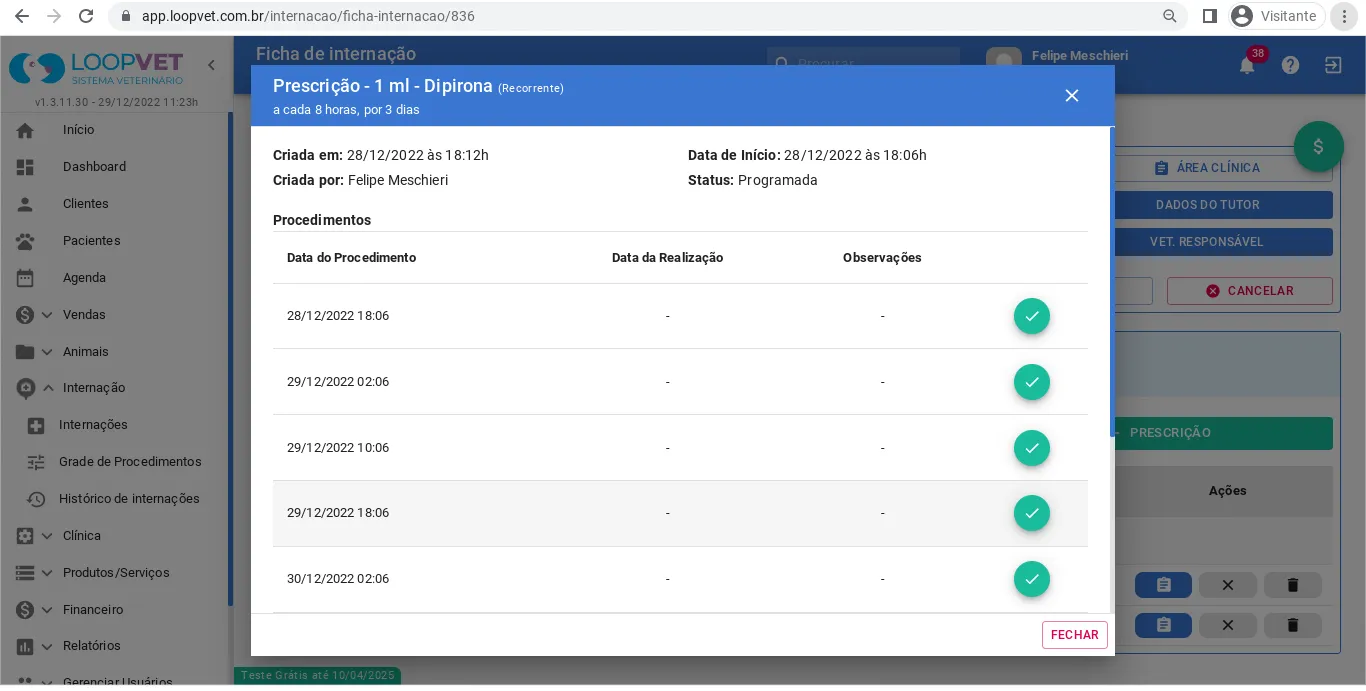 app.loopvet.com.br/internacao/ficha-internacao/836
Visitante
LOOPVET
SISTEMA VETERINÁRIO
v1.3.11.30 - 29/12/2022 11:23h
Ficha de internação
Procurar
Felipe Meschieri
38
Início
Dashboard
Clientes
Pacientes
Agenda
Vendas
Animais
Internação
Internações
Grade de Procedimentos
Histórico de internações
Clínica
Produtos/Serviços
Financeiro
Relatórios
Gerenciar Usuários
Prescrição - 1 ml - Dipirona (Recorrente)
a cada 8 horas, por 3 dias
Criada em: 28/12/2022 às 18:12h
Data de Início: 28/12/2022 às 18:06h
Criada por: Felipe Meschieri
Status: Programada
Procedimentos
Data do Procedimento Data da Realização Observações
28/12/2022 18:06 - -
29/12/2022 02:06 - -
29/12/2022 10:06 - -
29/12/2022 18:06 - -
30/12/2022 02:06 - -
FECHAR
$
ÁREA CLÍNICA
DADOS DO TUTOR
VET. RESPONSÁVEL
CANCELAR
PRESCRIÇÃO
Ações
Teste Grátis até 10/04/2025